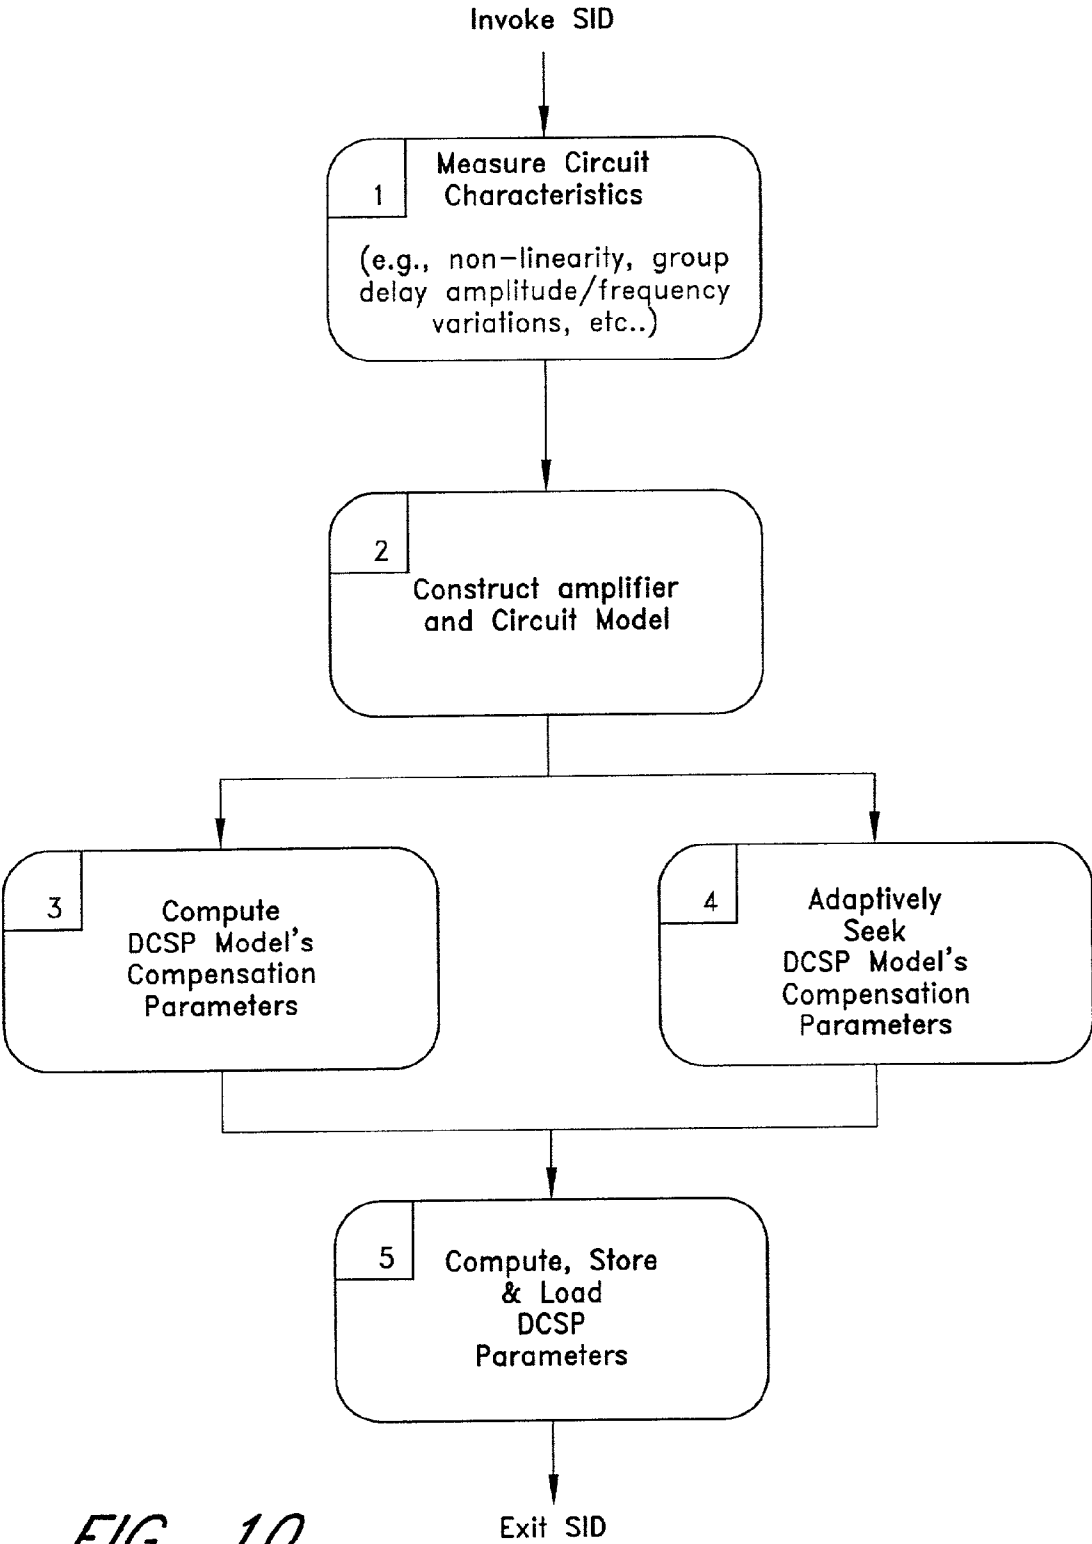 Invoke SID
1
Measure Circuit
Characteristics
(e.g., non-linearity, group
delay amplitude/frequency
variations, etc..)
2
Construct amplifier
and Circuit Model
3
Compute
DCSP Model's
Compensation
Parameters
4
Adaptively
Seek
DCSP Model's
Compensation
Parameters
5
Compute, Store
& Load
DCSP
Parameters
Exit SID
FIG. 10